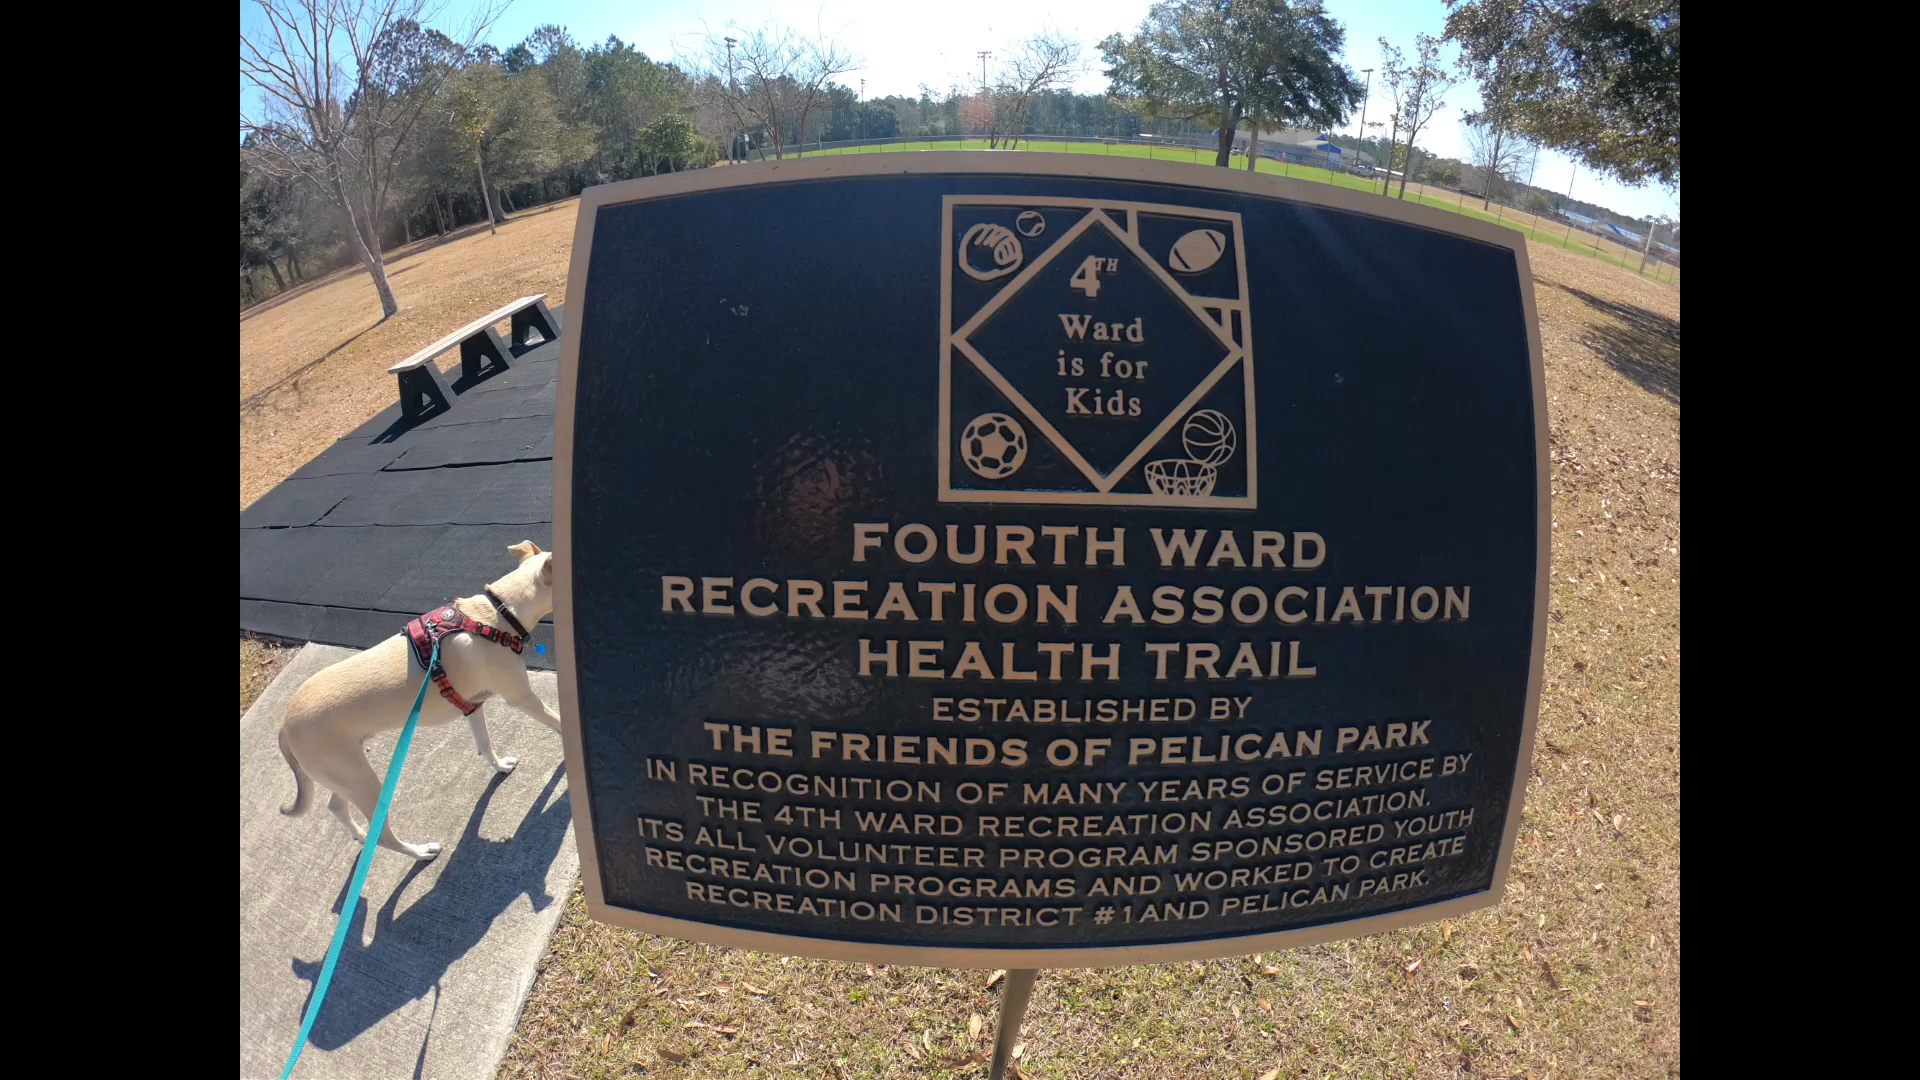 4TH
Ward
is for
Kids
FOURTH WARD
RECREATION ASSOCIATION
HEALTH TRAIL
ESTABLISHED BY
THE FRIENDS OF PELICAN PARK
IN RECOGNITION OF MANY YEARS OF SERVICE BY
THE 4TH WARD RECREATION ASSOCIATION.
ITS ALL VOLUNTEER PROGRAM SPONSORED YOUTH
RECREATION PROGRAMS AND WORKED TO CREATE
RECREATION DISTRICT #1 AND PELICAN PARK.